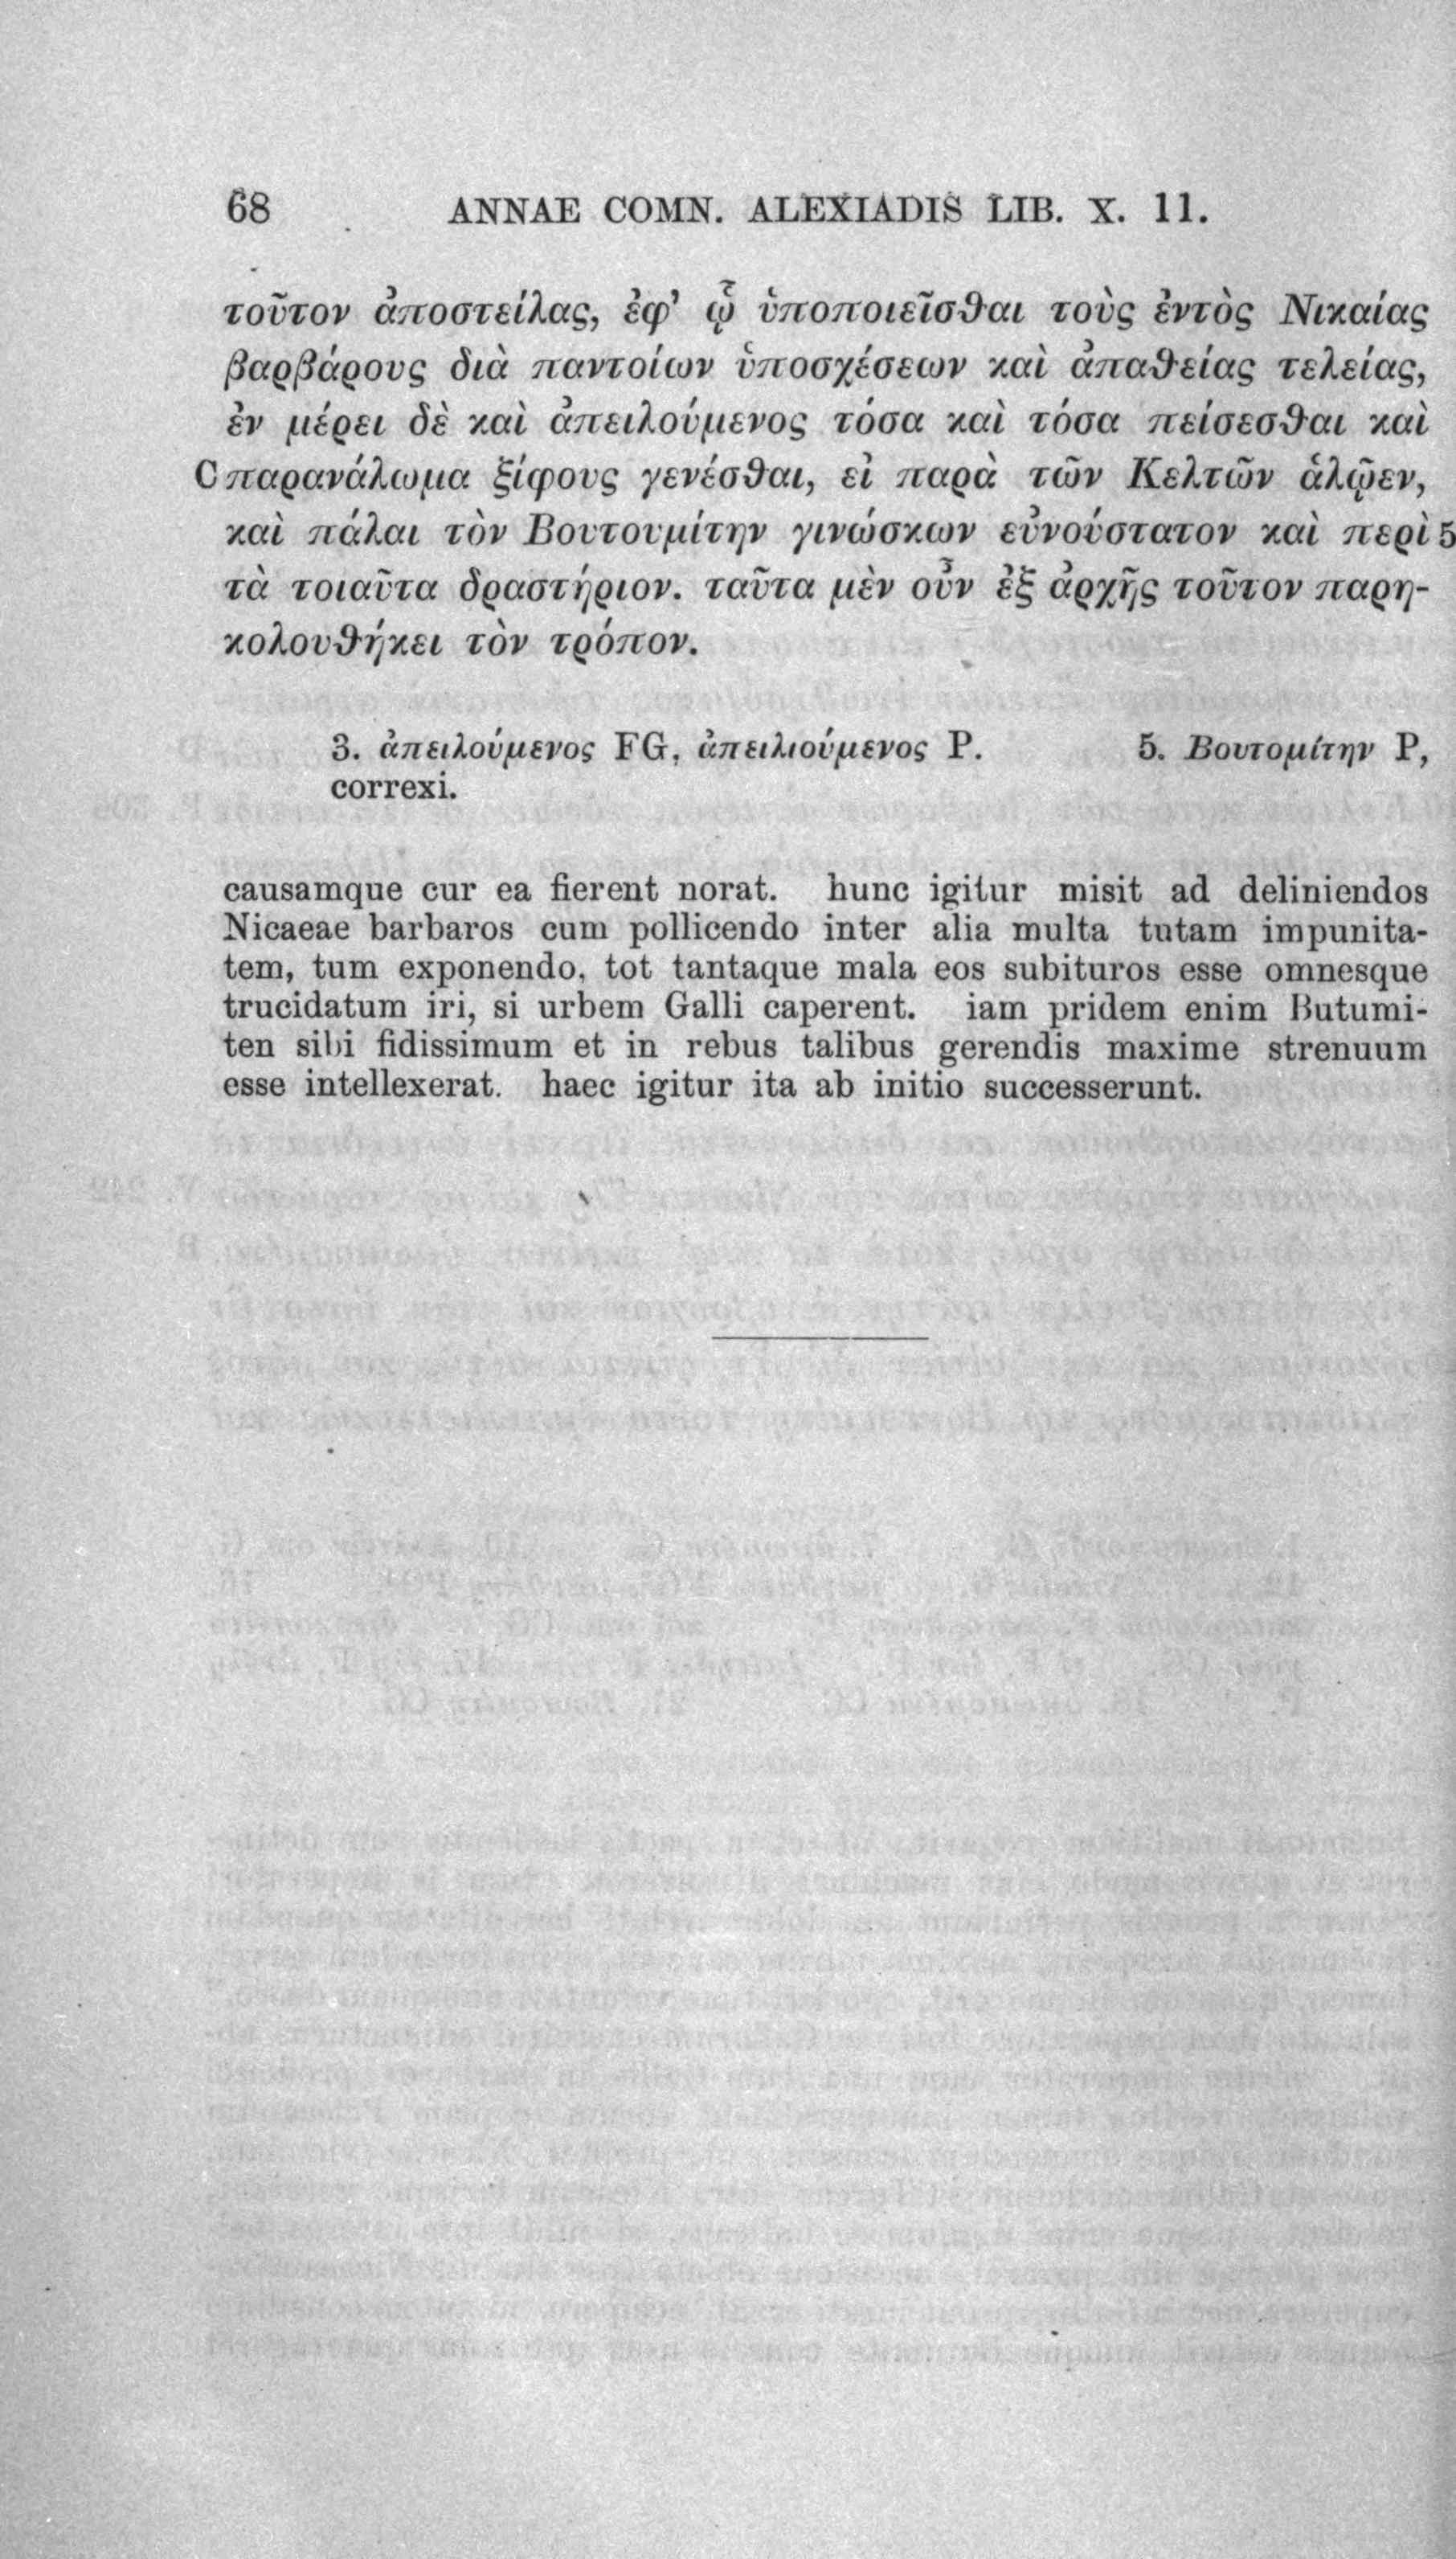 68 ANNAE COMN. ALEXIADIS LIB. X. 11.
τοῦτον ἀποστείλας, ἐφ' ᾧ ὑποποιεῖσθαι τοὺς ἐντὸς Νικαίας
βαρβάρους διὰ παντοίων ὑποσχέσεων καὶ ἀπαθείας τελείας,
ἐν μέρει δὲ καὶ ἀπειλούμενος τόσα καὶ τόσα πείσεσθαι καὶ
C παρανάλωμα ξίφους γενέσθαι, εἰ παρὰ τῶν Κελτῶν ἁλῷεν,
καὶ πάλαι τὸν Βουτουμίτην γινώσκων εὐνούστατον καὶ περὶ 5
τὰ τοιαῦτα δραστήριον. ταῦτα μὲν οὖν ἐξ ἀρχῆς τοῦτον παρη-
κολουθήκει τὸν τρόπον.
3. ἀπειλούμενος FG, ἀπειλιούμενος P. 5. Βουτομίτην P,
correxi.
causamque cur ea fierent norat. hunc igitur misit ad deliniendos
Nicaeae barbaros cum pollicendo inter alia multa tutam impunita-
tem, tum exponendo, tot tantaque mala eos subituros esse omnesque
trucidatum iri, si urbem Galli caperent. iam pridem enim Butumi-
ten sibi fidissimum et in rebus talibus gerendis maxime strenuum
esse intellexerat. haec igitur ita ab initio successerunt.